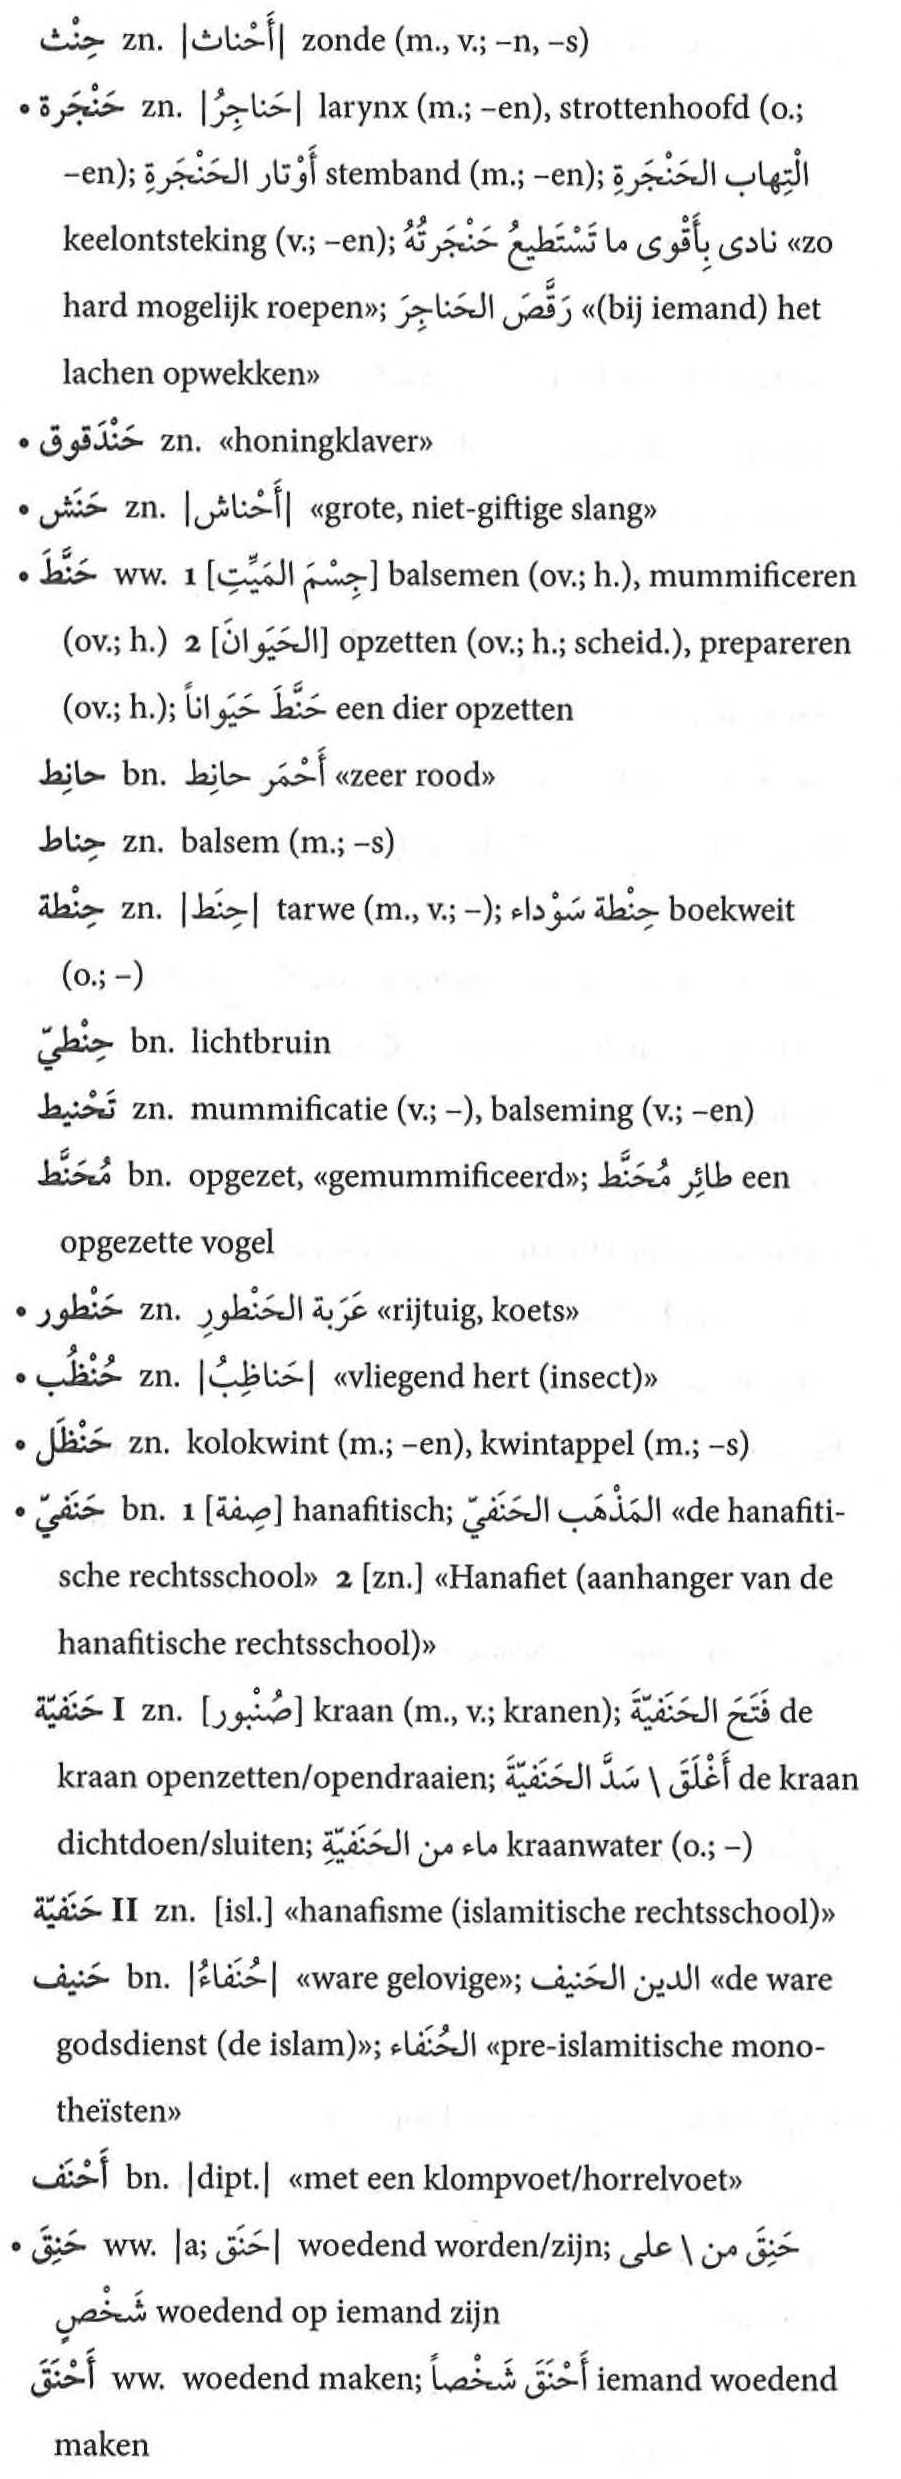 حِنْث zn. |أَحْناث| zonde (m., v.; –n, –s)
• حَنْجَرة zn. |حَناجِرُ| larynx (m.; –en), strottenhoofd (o.;
–en); أَوْتار الحَنْجَرةِ stemband (m.; –en); الْتِهاب الحَنْجَرةِ
keelontsteking (v.; –en); نادى بِأَقْوى ما تَسْتَطيعُ حَنْجَرتُهُ «zo
hard mogelijk roepen»; رَقَّصَ الحَناجِرَ «(bij iemand) het
lachen opwekken»
• حَنْدَقوق zn. «honingklaver»
• حَنَش zn. |أَحْناش| «grote, niet-giftige slang»
• حَنَّطَ ww. 1 [جِسْمَ المَيِّتِ] balsemen (ov.; h.), mummificeren
(ov.; h.) 2 [الحَيَوانَ] opzetten (ov.; h.; scheid.), prepareren
(ov.; h.); حَنَّطَ حَيَواناً een dier opzetten
حانِط bn. أَحْمَر حانِط «zeer rood»
حِناط zn. balsem (m.; –s)
حِنْطة zn. |حِنَط| tarwe (m., v.; –); حِنْطة سَوْداء boekweit
(o.; –)
حِنْطيّ bn. lichtbruin
تَحْنيط zn. mummificatie (v.; –), balseming (v.; –en)
مُحَنَّط bn. opgezet, «gemummificeerd»; طائِر مُحَنَّط een
opgezette vogel
• حَنْطور zn. عَرَبة الحَنْطورِ «rijtuig, koets»
• حُنْظُب zn. |حَناظِبُ| «vliegend hert (insect)»
• حَنْظَل zn. kolokwint (m.; –en), kwintappel (m.; –s)
• حَنَفيّ bn. 1 [صِفة] hanafitisch; المَذْهَب الحَنَفيّ «de hanafiti-
sche rechtsschool» 2 [zn.] «Hanafiet (aanhanger van de
hanafitische rechtsschool)»
حَنَفيّة I zn. [صُنْبور] kraan (m., v.; kranen); فَتَحَ الحَنَفيّةَ de
kraan openzetten/opendraaien; أَغْلَقَ \ سَدَّ الحَنَفيّةَ de kraan
dichtdoen/sluiten; ماء من الحَنَفيّةِ kraanwater (o.; –)
حَنَفيّة II zn. [isl.] «hanafisme (islamitische rechtsschool)»
حَنيف bn. |حُنَفاءُ| «ware gelovige»; الدين الحَنيف «de ware
godsdienst (de islam)»; الحُنَفاء «pre-islamitische mono-
theïsten»
أَحْنَف bn. |dipt.| «met een klompvoet/horrelvoet»
• حَنِقَ ww. |a; حَنَق| woedend worden/zijn; حَنِقَ من \ على
شَخْصٍ woedend op iemand zijn
أَحْنَقَ ww. woedend maken; أَحْنَقَ شَخْصاً iemand woedend
maken